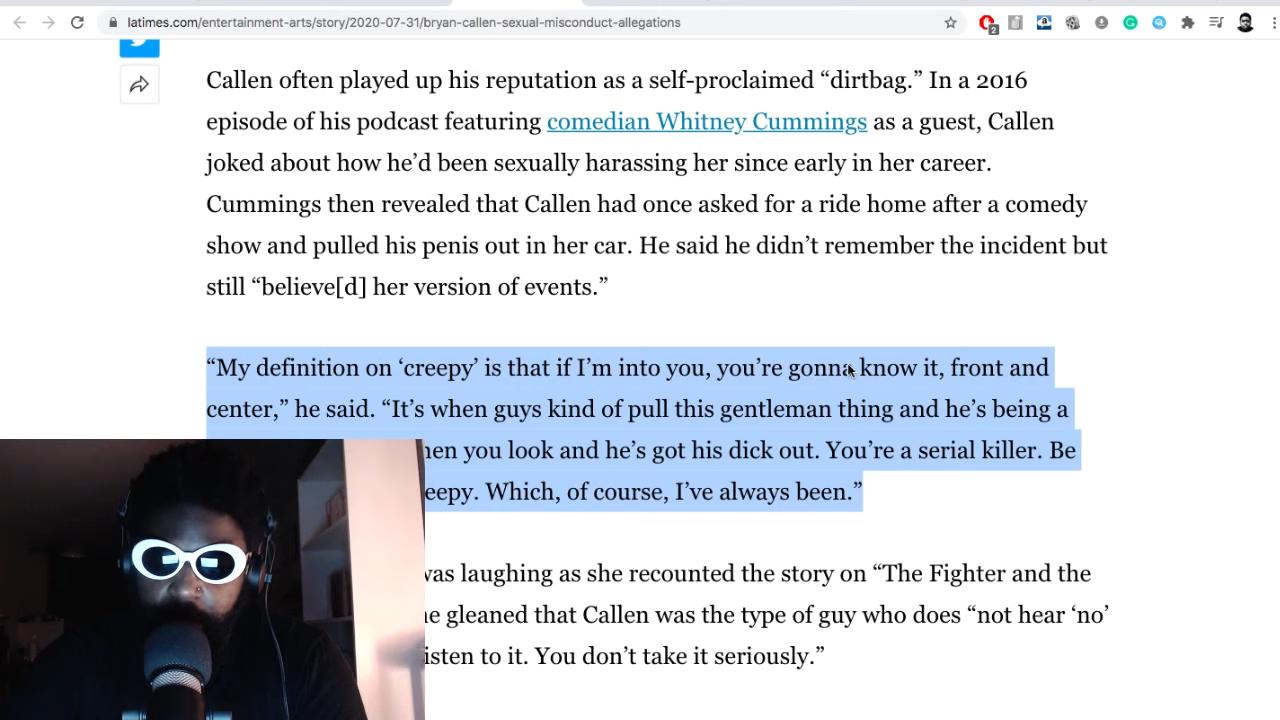 latimes.com/entertainment-arts/story/2020-07-31/bryan-callen-sexual-misconduct-allegations
2
Callen often played up his reputation as a self-proclaimed “dirtbag.” In a 2016
episode of his podcast featuring comedian Whitney Cummings as a guest, Callen
joked about how he’d been sexually harassing her since early in her career.
Cummings then revealed that Callen had once asked for a ride home after a comedy
show and pulled his penis out in her car. He said he didn’t remember the incident but
still “believe[d] her version of events.”
“My definition on ‘creepy’ is that if I’m into you, you’re gonna know it, front and
center,” he said. “It’s when guys kind of pull this gentleman thing and he’s being a
you look and he’s got his dick out. You’re a serial killer. Be
Which, of course, I’ve always been.”
was laughing as she recounted the story on “The Fighter and the
gleaned that Callen was the type of guy who does “not hear ‘no’
to it. You don’t take it seriously.”